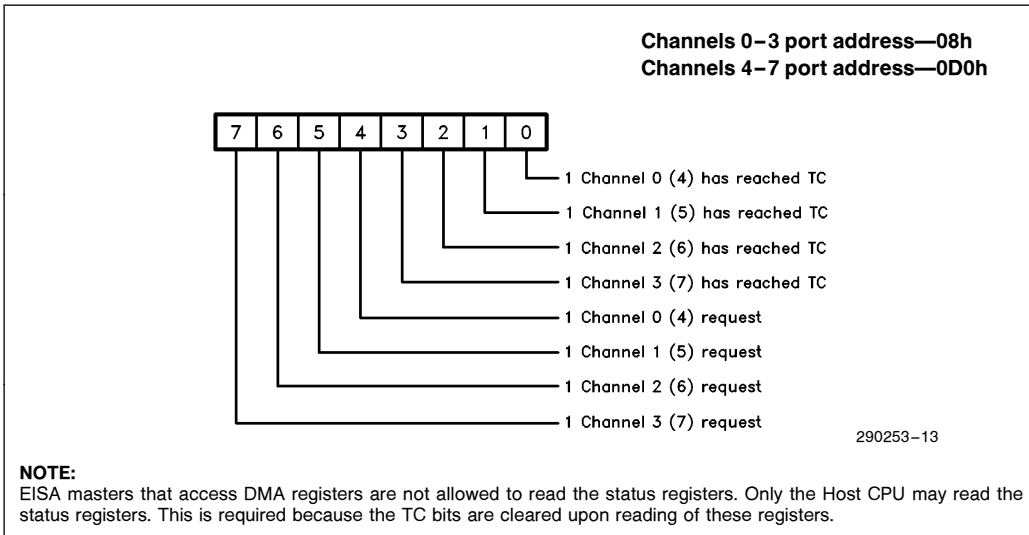 Channels 0–3 port address—08h
Channels 4–7 port address—0D0h
7 6 5 4 3 2 1 0
1 Channel 0 (4) has reached TC
1 Channel 1 (5) has reached TC
1 Channel 2 (6) has reached TC
1 Channel 3 (7) has reached TC
1 Channel 0 (4) request
1 Channel 1 (5) request
1 Channel 2 (6) request
1 Channel 3 (7) request
290253–13
NOTE:
EISA masters that access DMA registers are not allowed to read the status registers. Only the Host CPU may read the
status registers. This is required because the TC bits are cleared upon reading of these registers.